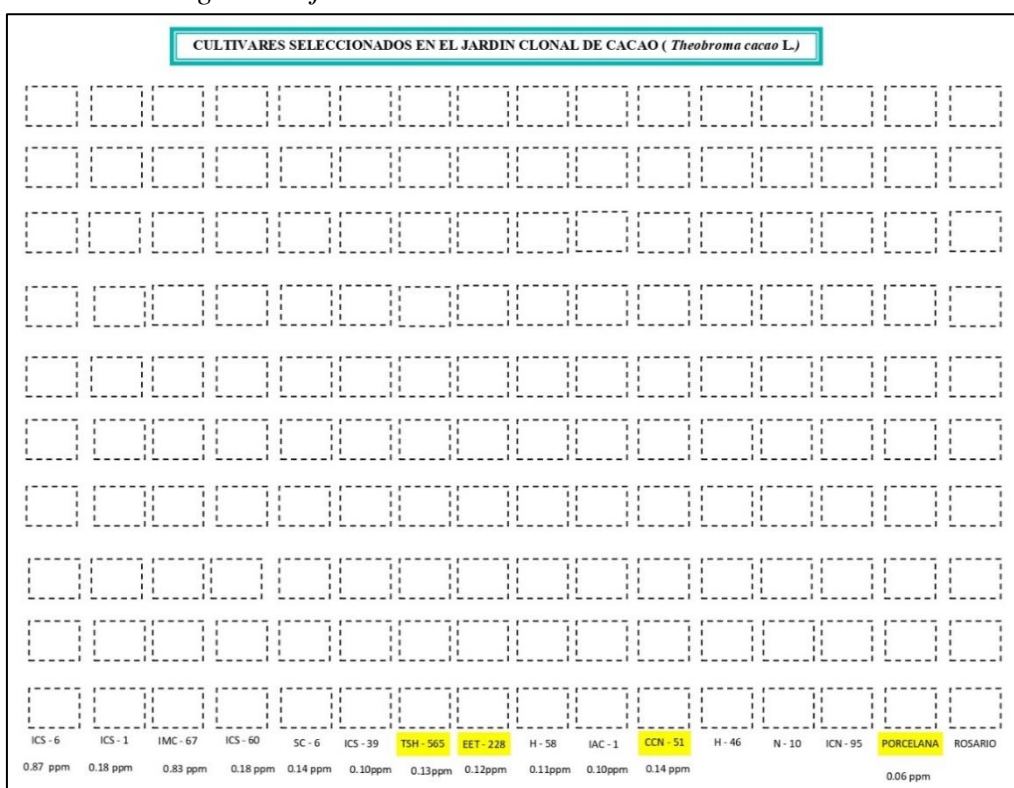 CULTIVARES SELECCIONADOS EN EL JARDIN CLONAL DE CACAO ( Theobroma cacao L.)
ICS - 6 ICS - 1 IMC - 67 ICS - 60 SC - 6 ICS - 39 TSH - 565 EET - 228 H - 58 IAC - 1 CCN - 51 H - 46 N - 10 ICN - 95 PORCELANA ROSARIO
0.87 ppm 0.18 ppm 0.83 ppm 0.18 ppm 0.14 ppm 0.10ppm 0.13ppm 0.12ppm 0.11ppm 0.10ppm 0.14 ppm 0.06 ppm